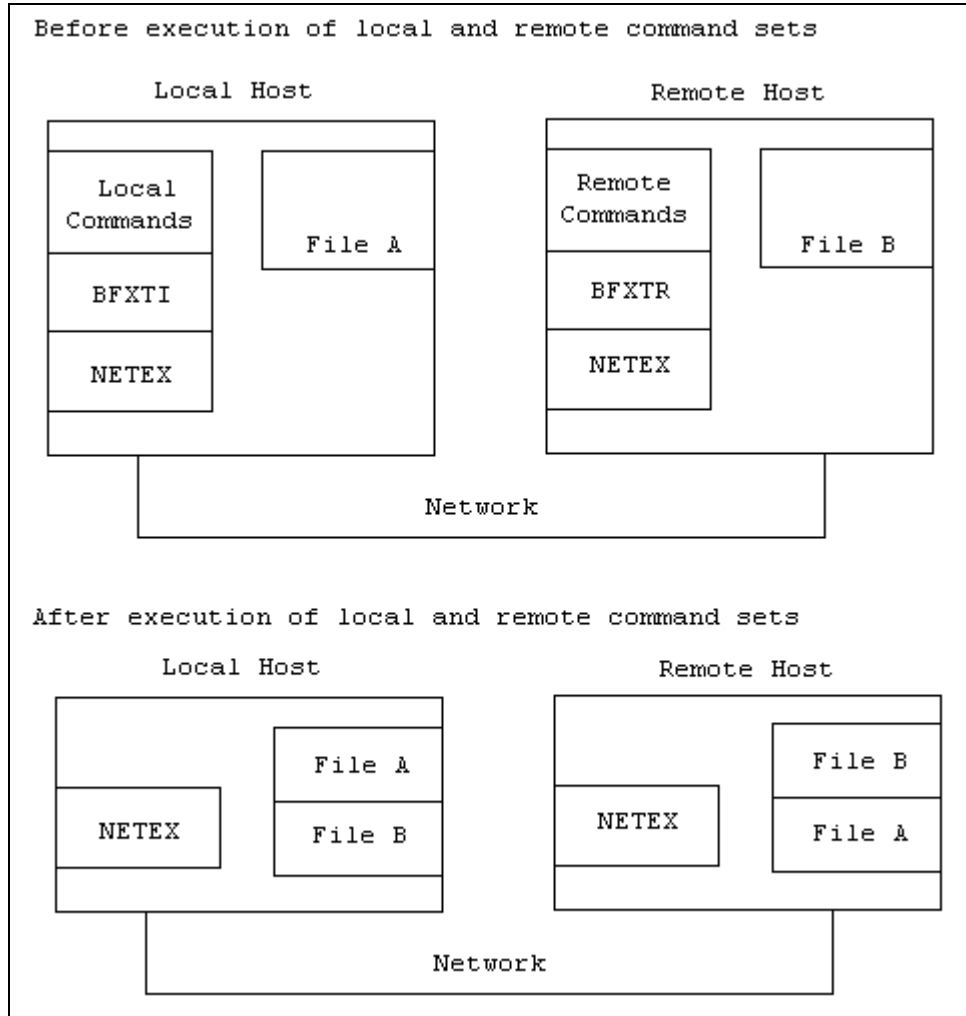 Before execution of local and remote command sets
Local Host
Remote Host
Local
Commands
File A
BFXTI
NETEX
Remote
Commands
File B
BFXTR
NETEX
Network
After execution of local and remote command sets
Local Host
Remote Host
File A
NETEX
File B
File B
NETEX
File A
Network